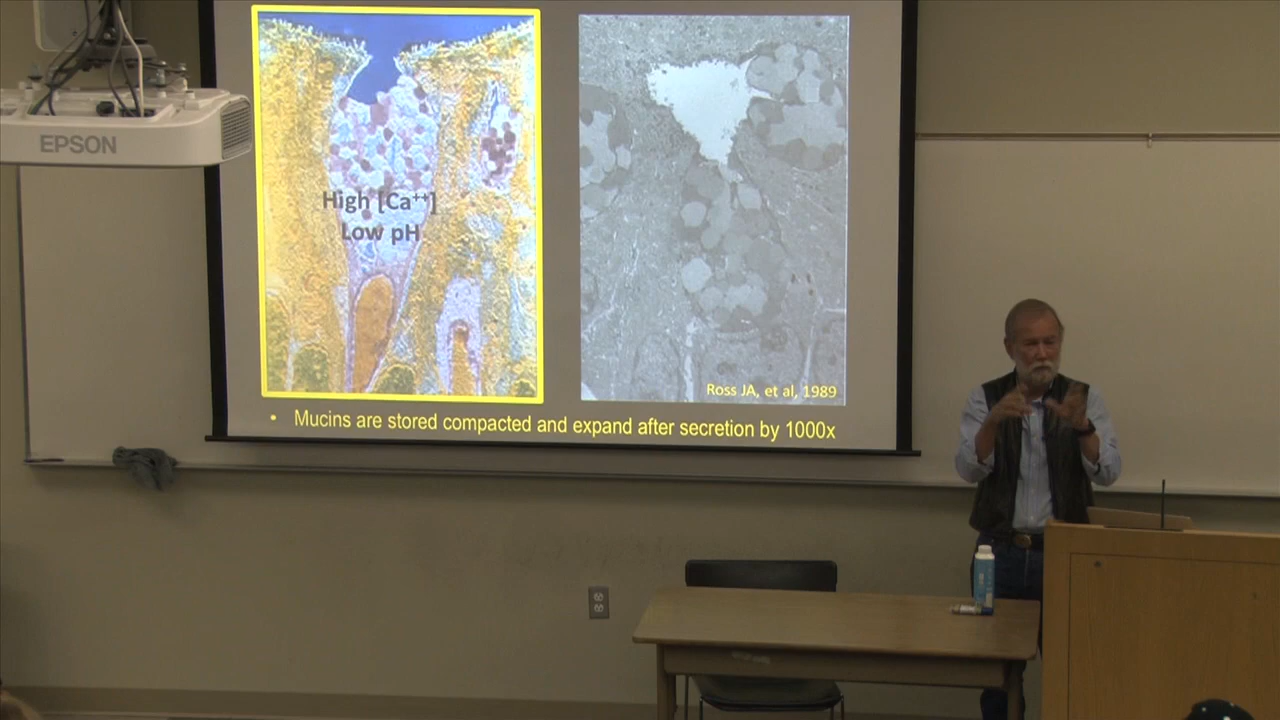 EPSON
High [Ca⁺⁺]
Low pH
Ross JA, et al, 1989
• Mucins are stored compacted and expand after secretion by 1000x